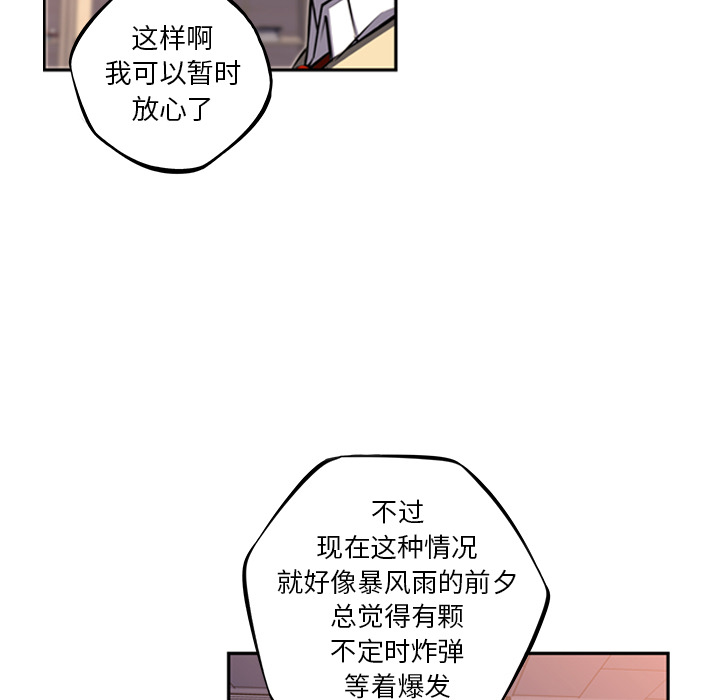 这样啊
我可以暂时
放心了
不过
现在这种情况
就好像暴风雨的前夕
总觉得有颗
不定时炸弹
等着爆发